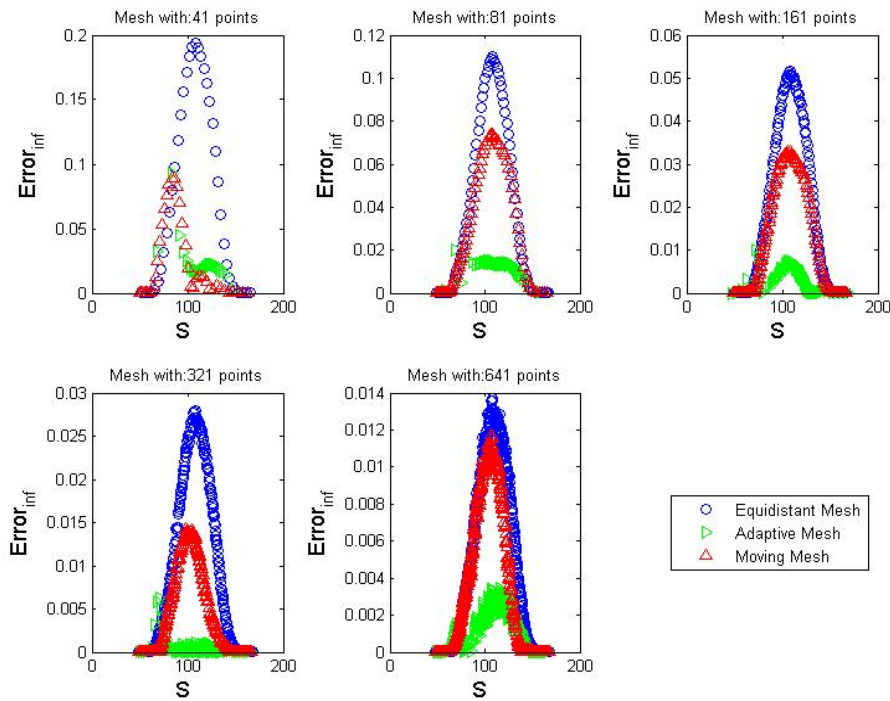 Mesh with:41 points
0.2
0.15
0.1
0.05
0
0 100 200
Error_inf
S
Mesh with:81 points
0.12
0.1
0.08
0.06
0.04
0.02
0
0 100 200
Error_inf
S
Mesh with:161 points
0.06
0.05
0.04
0.03
0.02
0.01
0
0 100 200
Error_inf
S
Mesh with:321 points
0.03
0.025
0.02
0.015
0.01
0.005
0
0 100 200
Error_inf
S
Mesh with:641 points
0.014
0.012
0.01
0.008
0.006
0.004
0.002
0
0 100 200
Error_inf
S
Equidistant Mesh
Adaptive Mesh
Moving Mesh